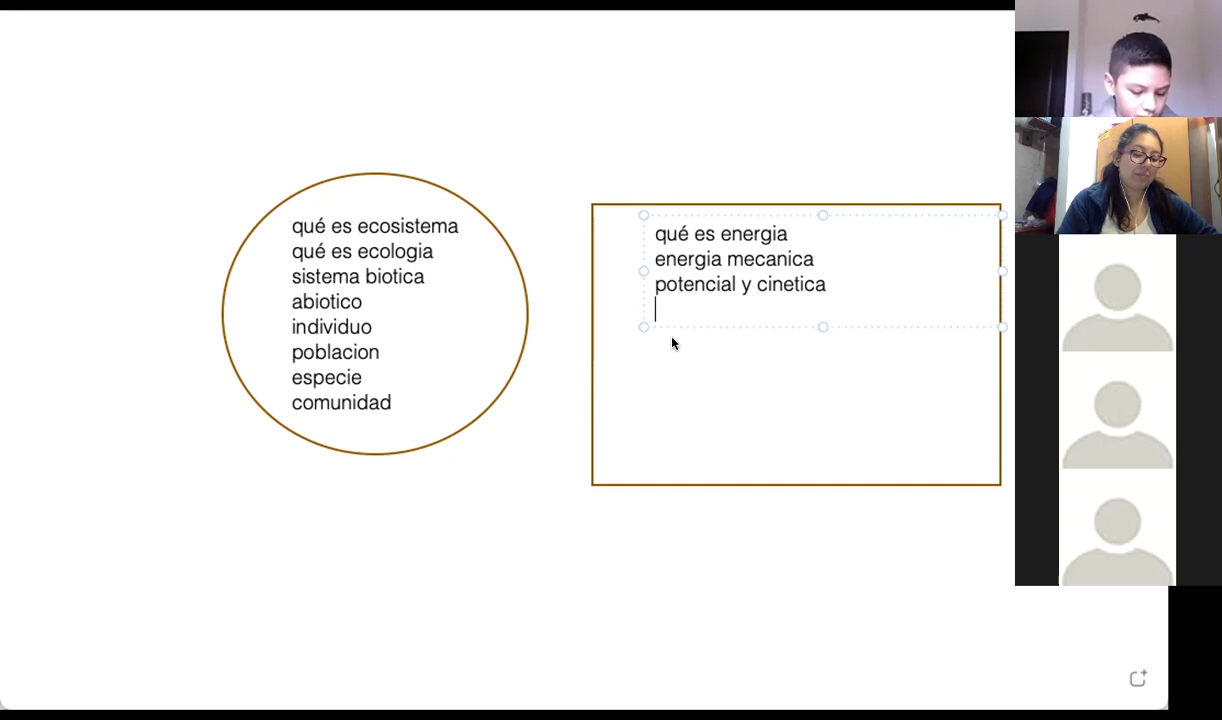 qué es ecosistema
qué es ecologia
sistema biotica
abiotico
individuo
poblacion
especie
comunidad
qué es energia
energia mecanica
potencial y cinetica